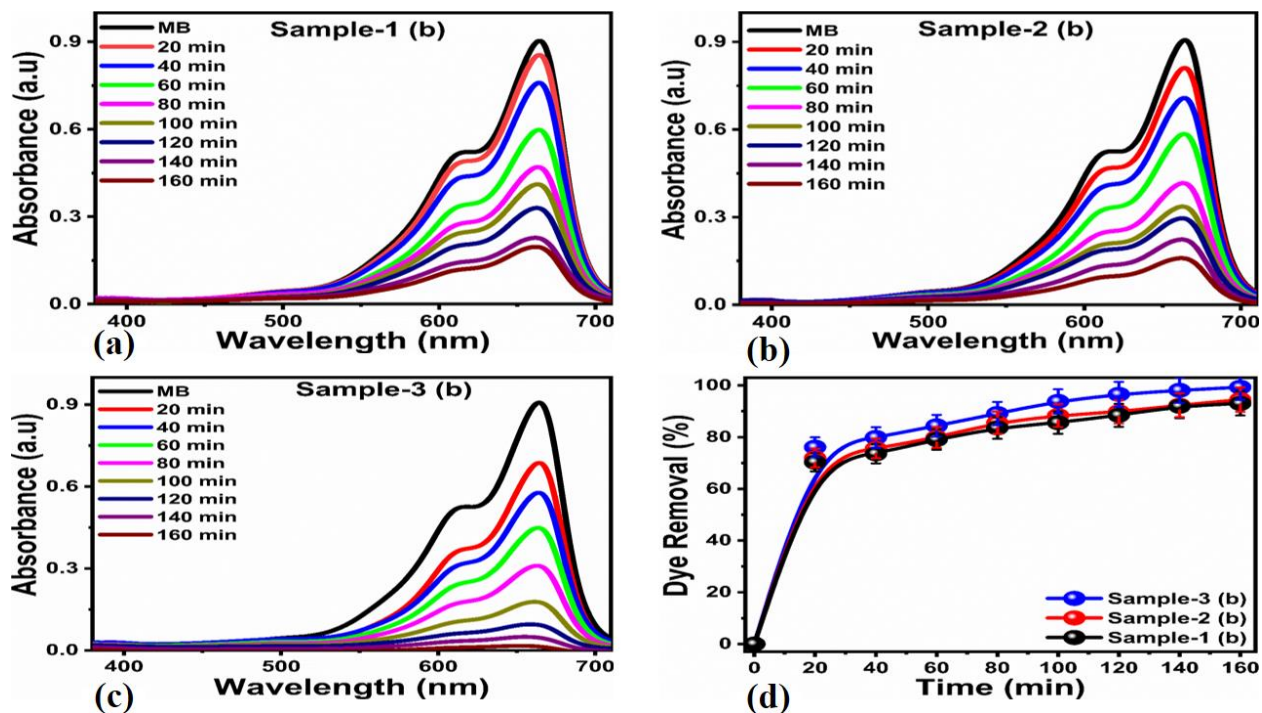 Sample-1 (b)
MB
20 min
40 min
60 min
80 min
100 min
120 min
140 min
160 min
Absorbance (a.u)
0.9
0.6
0.3
0.0
400 500 600 700
Wavelength (nm)
(a)
Sample-2 (b)
MB
20 min
40 min
60 min
80 min
100 min
120 min
140 min
160 min
Absorbance (a.u)
0.9
0.6
0.3
0.0
400 500 600 700
Wavelength (nm)
(b)
Sample-3 (b)
MB
20 min
40 min
60 min
80 min
100 min
120 min
140 min
160 min
Absorbance (a.u)
0.9
0.6
0.3
0.0
400 500 600 700
Wavelength (nm)
(c)
Dye Removal (%)
100
80
60
40
20
0
Sample-3 (b)
Sample-2 (b)
Sample-1 (b)
0 20 40 60 80 100 120 140 160
Time (min)
(d)